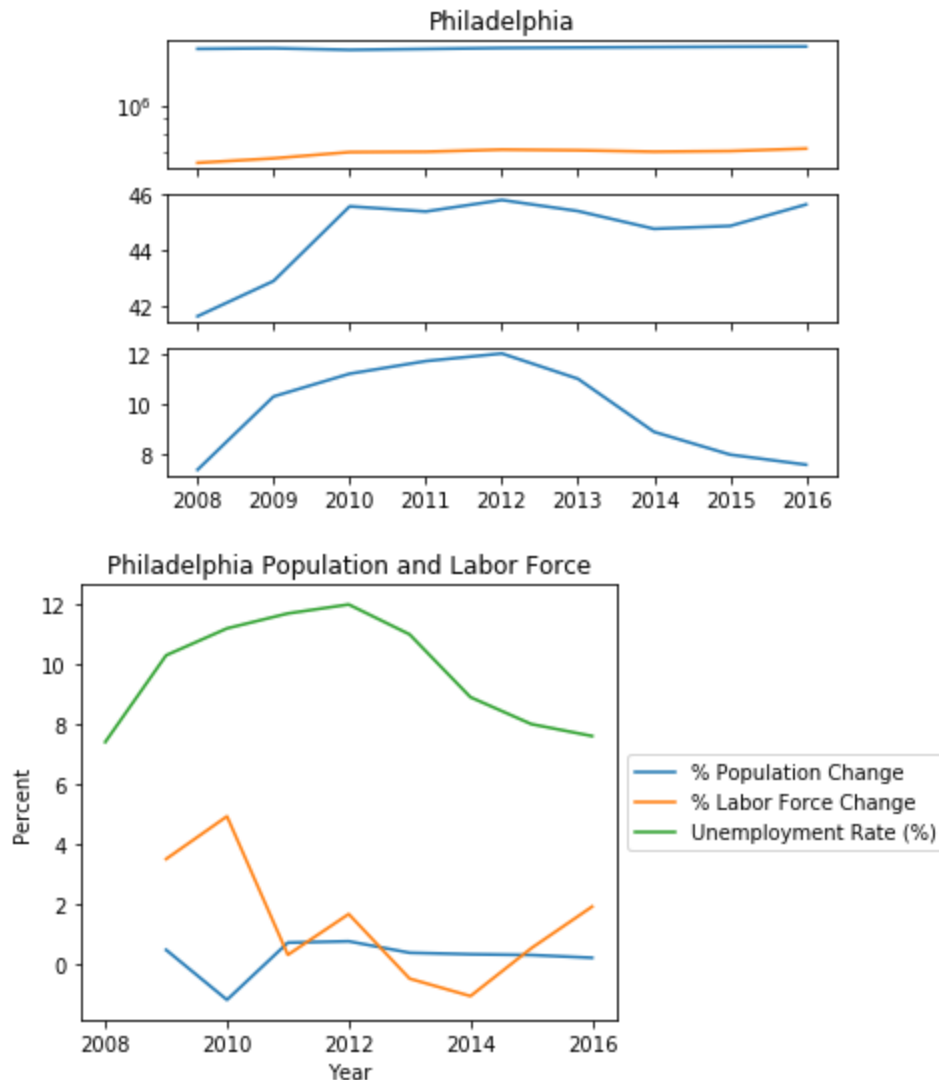 Philadelphia
10⁶
46
44
42
12
10
8
2008 2009 2010 2011 2012 2013 2014 2015 2016
Philadelphia Population and Labor Force
12
10
8
6
4
2
0
Percent
% Population Change
% Labor Force Change
Unemployment Rate (%)
2008 2010 2012 2014 2016
Year